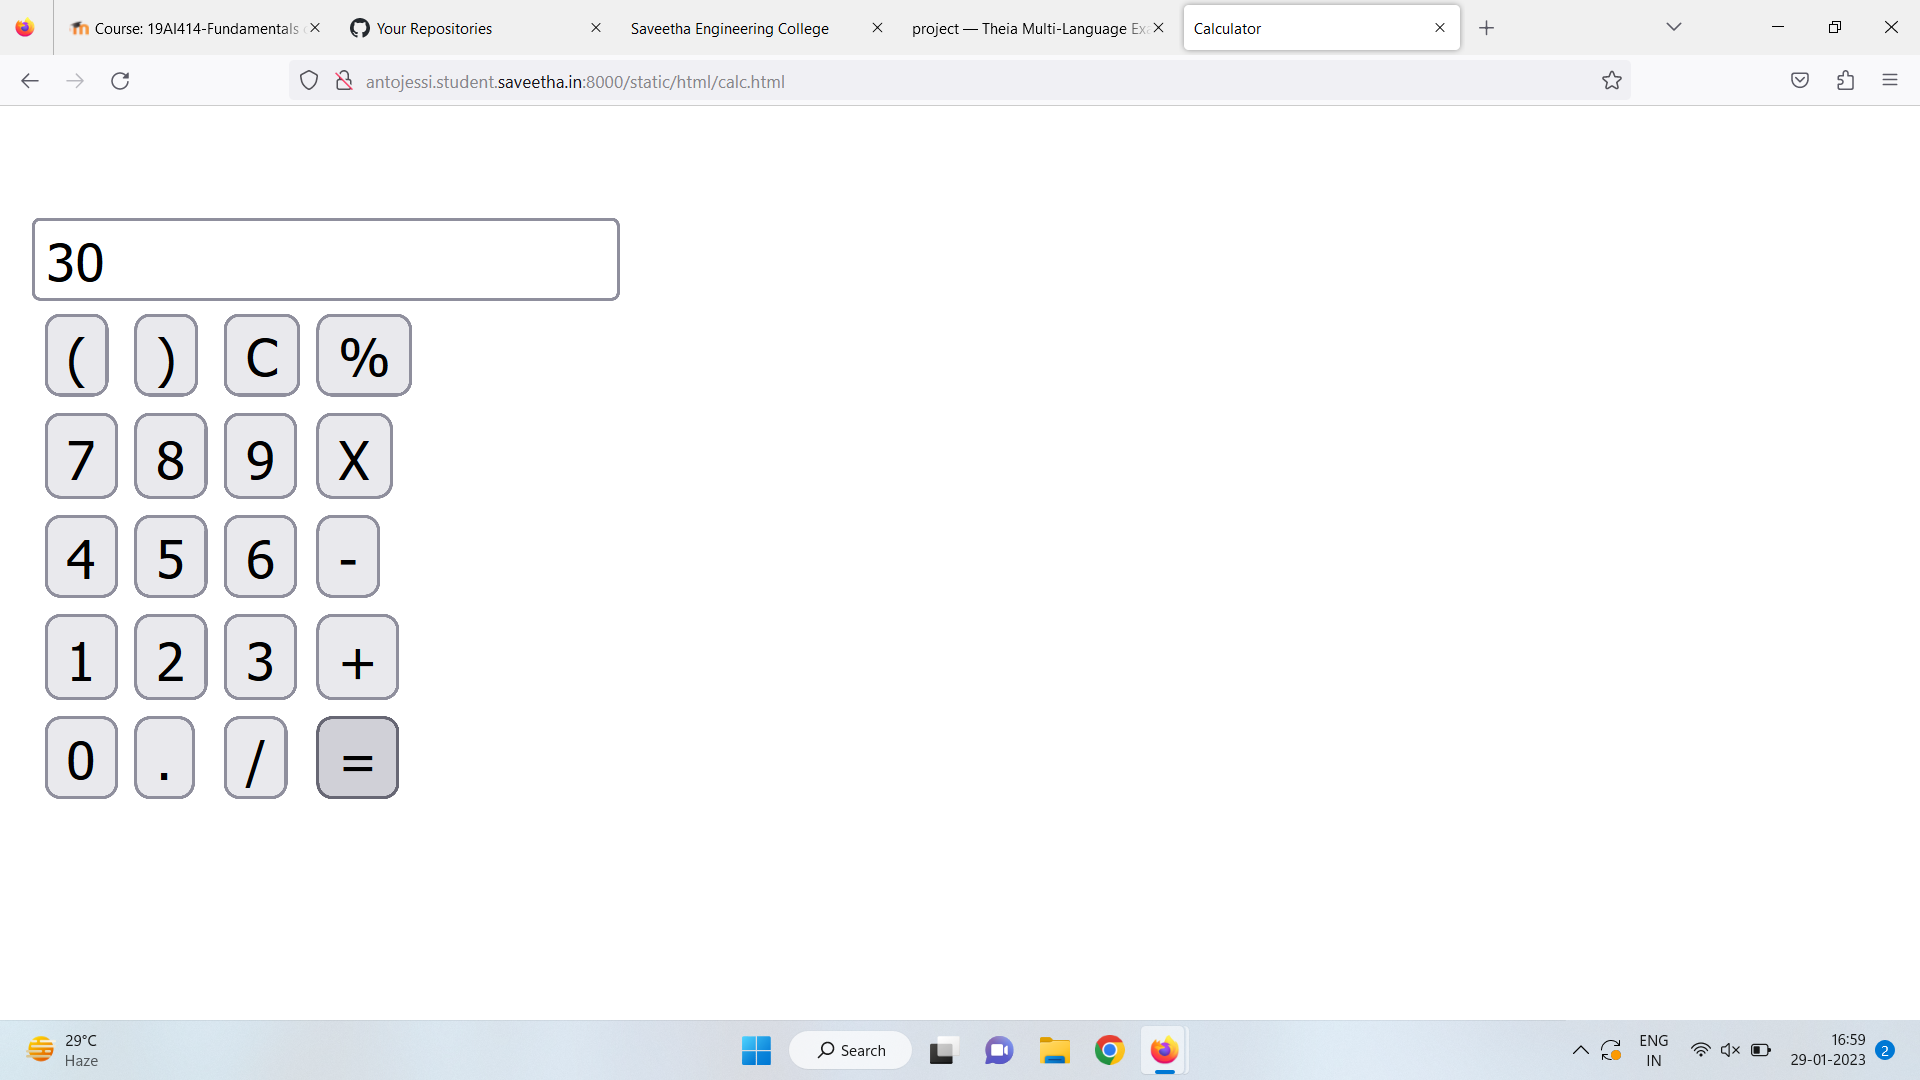 Course: 19AI414-Fundamentals
Your Repositories
Saveetha Engineering College
project — Theia Multi-Language Ex
Calculator
antojessi.student.saveetha.in:8000/static/html/calc.html
30
( ) C %
7 8 9 X
4 5 6 -
1 2 3 +
0 . / =
29°C
Haze
Search
ENG
IN
16:59
29-01-2023
2